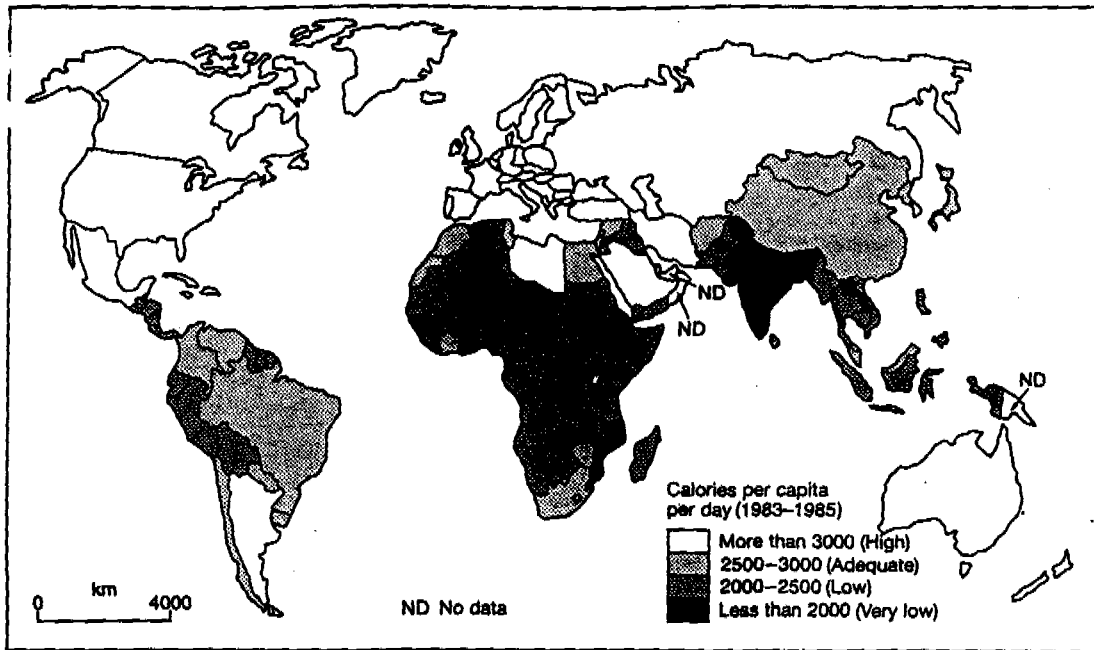 ND
ND
ND
Calories per capita
per day (1983–1985)
More than 3000 (High)
2500–3000 (Adequate)
2000–2500 (Low)
Less than 2000 (Very low)
km
0 4000
ND No data